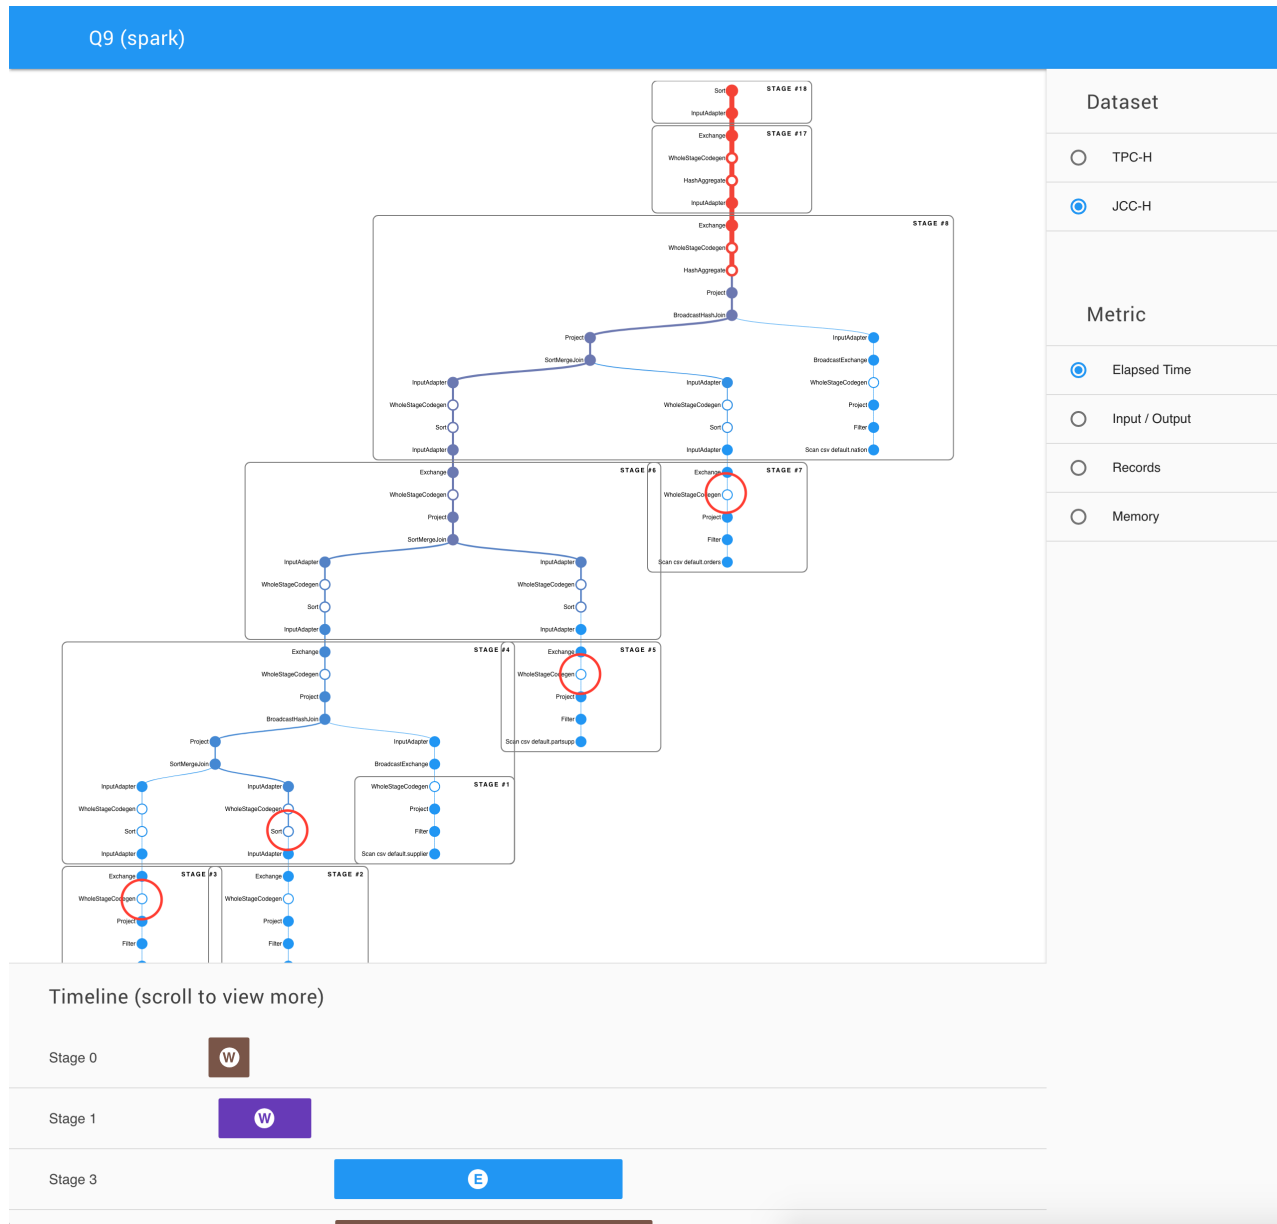 Q9 (spark)
Sort
STAGE #18
InputAdapter
Exchange
STAGE #17
WholeStageCodegen
HashAggregate
InputAdapter
Exchange
STAGE #8
WholeStageCodegen
HashAggregate
Project
BroadcastHashJoin
Project
InputAdapter
SortMergeJoin
BroadcastExchange
InputAdapter
InputAdapter
WholeStageCodegen
WholeStageCodegen
WholeStageCodegen
Project
Sort
Sort
Filter
InputAdapter
InputAdapter
Scan csv default.nation
Exchange
STAGE #6
Exchange
STAGE #7
WholeStageCodegen
WholeStageCodegen
Project
Project
SortMergeJoin
Filter
InputAdapter
InputAdapter
Scan csv default.orders
WholeStageCodegen
WholeStageCodegen
Sort
Sort
InputAdapter
InputAdapter
Exchange
STAGE #4
Exchange
STAGE #5
WholeStageCodegen
WholeStageCodegen
Project
Project
BroadcastHashJoin
Filter
Project
InputAdapter
Scan csv default.partsupp
SortMergeJoin
BroadcastExchange
InputAdapter
InputAdapter
WholeStageCodegen
STAGE #1
WholeStageCodegen
WholeStageCodegen
Project
Sort
Sort
Filter
InputAdapter
InputAdapter
Scan csv default.supplier
Exchange
STAGE #3
Exchange
STAGE #2
WholeStageCodegen
WholeStageCodegen
Project
Project
Filter
Filter
Dataset
TPC-H
JCC-H
Metric
Elapsed Time
Input / Output
Records
Memory
Timeline (scroll to view more)
Stage 0
W
Stage 1
W
Stage 3
E